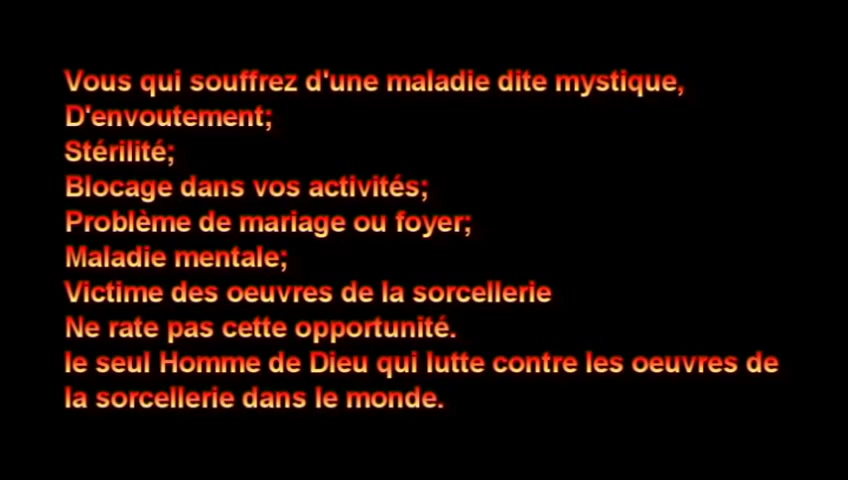 Vous qui souffrez d'une maladie dite mystique,
D'envoutement;
Stérilité;
Blocage dans vos activités;
Problème de mariage ou foyer;
Maladie mentale;
Victime des oeuvres de la sorcellerie
Ne rate pas cette opportunité.
le seul Homme de Dieu qui lutte contre les oeuvres de
la sorcellerie dans le monde.